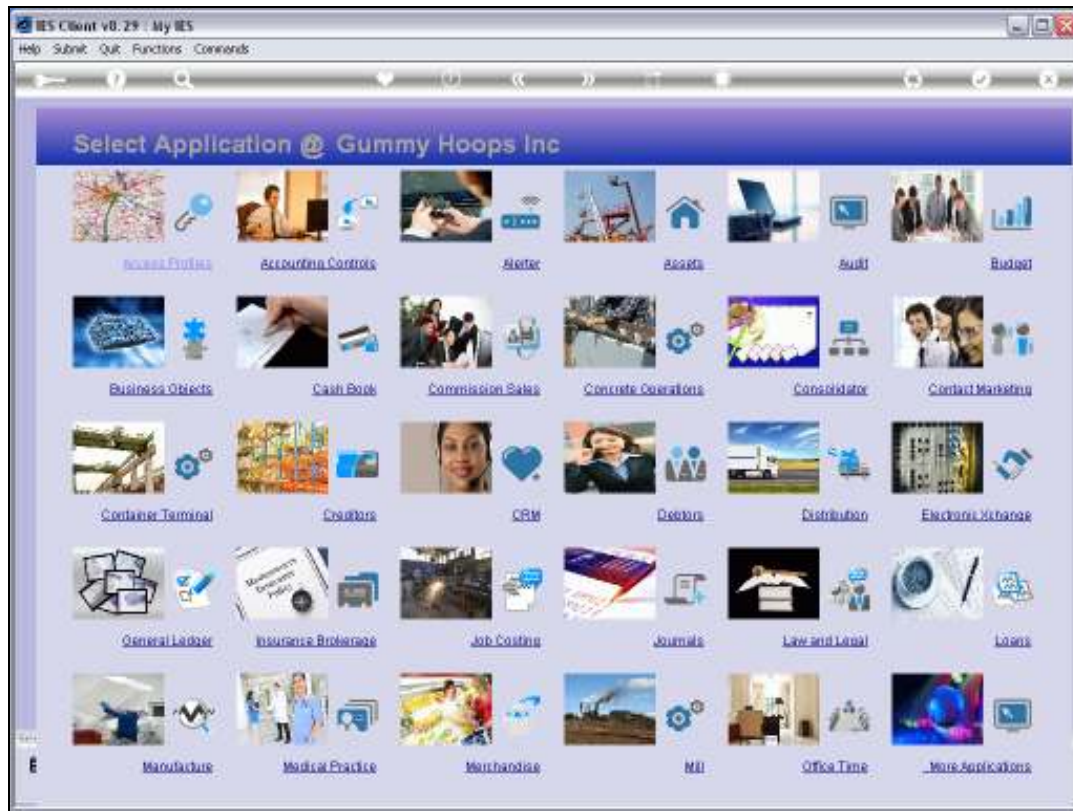 IES Client v8.29 : My IES
Help Submit Quit Functions Commands
Select Application @ Gummy Hoops Inc
Access Profiles Accounting Controls Alerter Assets Audit Budget
Business Objects Cash Book Commission Sales Concrete Operations Consolidator Contact Marketing
Container Terminal Creditors CRM Debtors Distribution Electronic Xchange
General Ledger Insurance Brokerage Job Costing Journals Law and Legal Loans
Manufacture Medical Practice Merchandise Mill Office Time ...More Applications